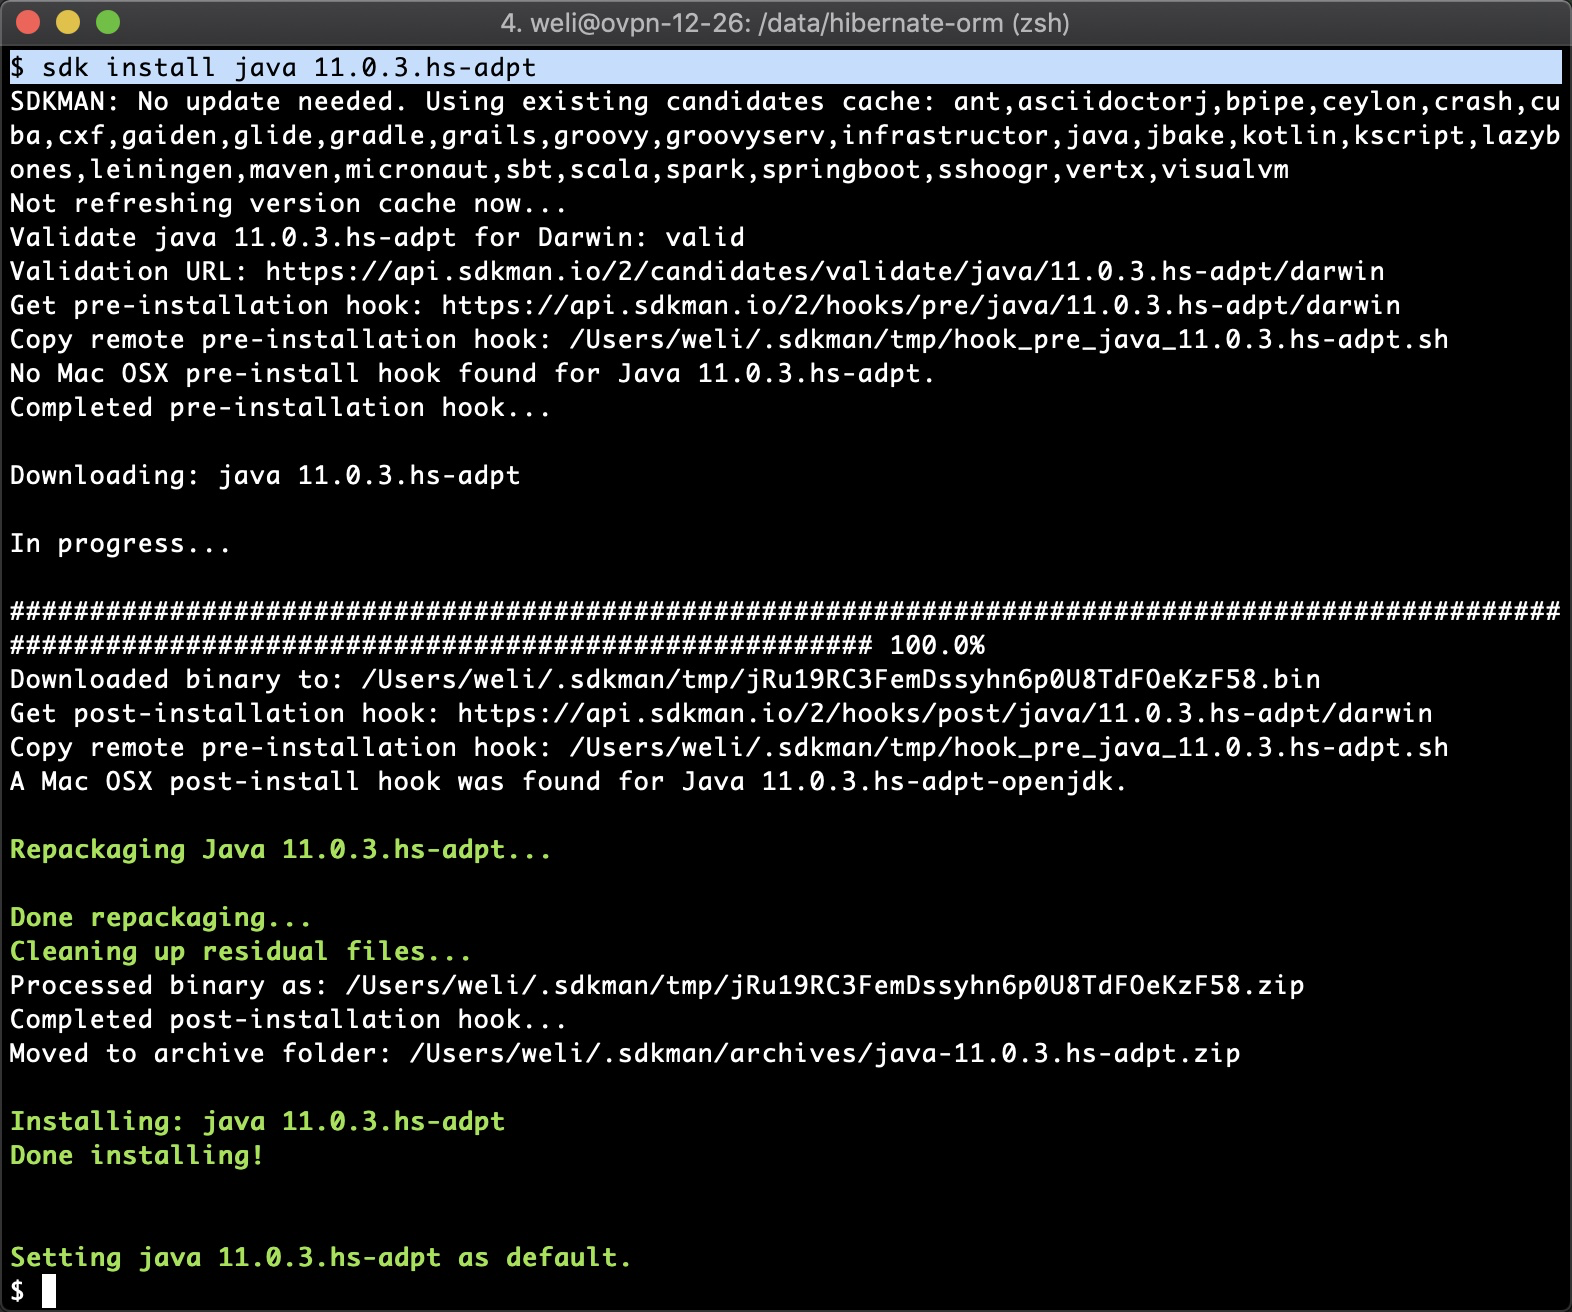 4. weli@ovpn-12-26: /data/hibernate-orm (zsh)
$ sdk install java 11.0.3.hs-adpt
SDKMAN: No update needed. Using existing candidates cache: ant,asciidoctorj,bpipe,ceylon,crash,cu
ba,cxf,gaiden,glide,gradle,grails,groovy,groovyserv,infrastructor,java,jbake,kotlin,kscript,lazyb
ones,leiningen,maven,micronaut,sbt,scala,spark,springboot,sshoogr,vertx,visualvm
Not refreshing version cache now...
Validate java 11.0.3.hs-adpt for Darwin: valid
Validation URL: https://api.sdkman.io/2/candidates/validate/java/11.0.3.hs-adpt/darwin
Get pre-installation hook: https://api.sdkman.io/2/hooks/pre/java/11.0.3.hs-adpt/darwin
Copy remote pre-installation hook: /Users/weli/.sdkman/tmp/hook_pre_java_11.0.3.hs-adpt.sh
No Mac OSX pre-install hook found for Java 11.0.3.hs-adpt.
Completed pre-installation hook...
Downloading: java 11.0.3.hs-adpt
In progress...
#################################################################################################
###################################################### 100.0%
Downloaded binary to: /Users/weli/.sdkman/tmp/jRu19RC3FemDssyhn6p0U8TdFOeKzF58.bin
Get post-installation hook: https://api.sdkman.io/2/hooks/post/java/11.0.3.hs-adpt/darwin
Copy remote pre-installation hook: /Users/weli/.sdkman/tmp/hook_pre_java_11.0.3.hs-adpt.sh
A Mac OSX post-install hook was found for Java 11.0.3.hs-adpt-openjdk.
Repackaging Java 11.0.3.hs-adpt...
Done repackaging...
Cleaning up residual files...
Processed binary as: /Users/weli/.sdkman/tmp/jRu19RC3FemDssyhn6p0U8TdFOeKzF58.zip
Completed post-installation hook...
Moved to archive folder: /Users/weli/.sdkman/archives/java-11.0.3.hs-adpt.zip
Installing: java 11.0.3.hs-adpt
Done installing!
Setting java 11.0.3.hs-adpt as default.
$